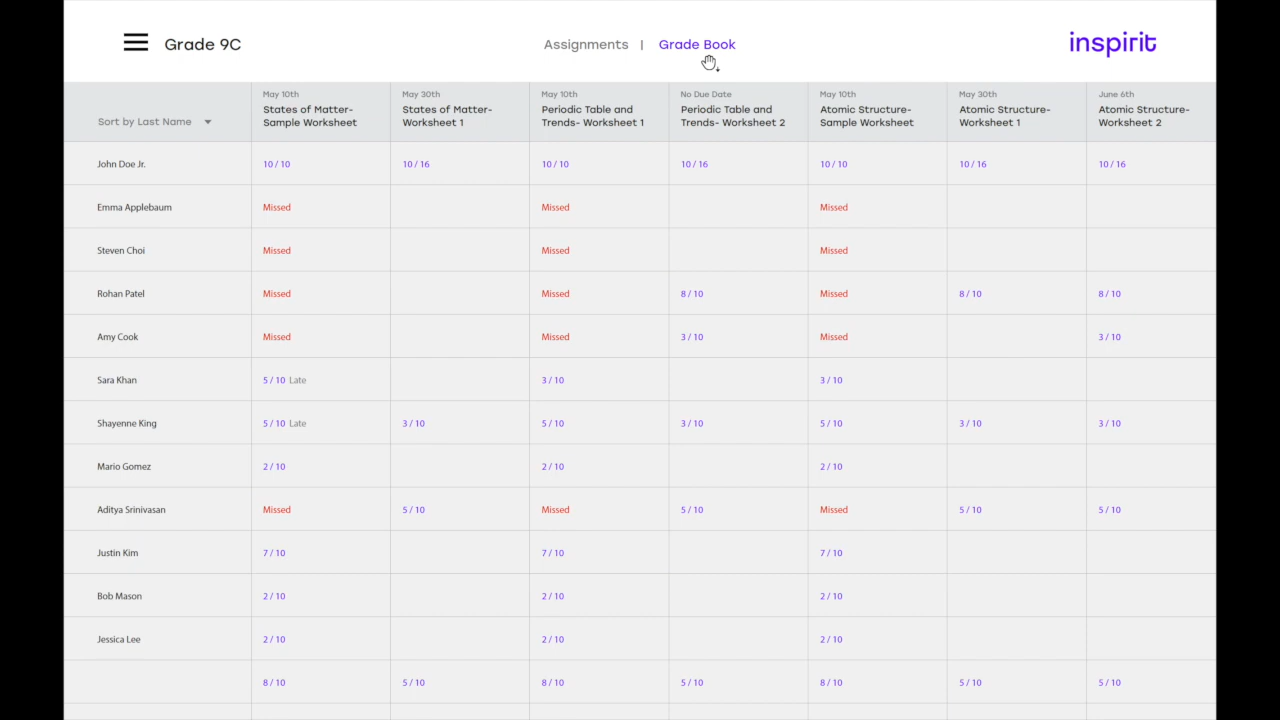 Grade 9C
Assignments | Grade Book
inspirit
Sort by Last Name
May 10th
States of Matter-
Sample Worksheet
May 30th
States of Matter-
Worksheet 1
May 10th
Periodic Table and
Trends- Worksheet 1
No Due Date
Periodic Table and
Trends- Worksheet 2
May 10th
Atomic Structure-
Sample Worksheet
May 30th
Atomic Structure-
Worksheet 1
June 6th
Atomic Structure-
Worksheet 2
John Doe Jr. 10 / 10 10 / 16 10 / 10 10 / 16 10 / 10 10 / 16 10 / 16
Emma Applebaum Missed Missed Missed
Steven Choi Missed Missed Missed
Rohan Patel Missed Missed 8 / 10 Missed 8 / 10 8 / 10
Amy Cook Missed Missed 3 / 10 Missed 3 / 10
Sara Khan 5 / 10 Late 3 / 10 3 / 10
Shayenne King 5 / 10 Late 3 / 10 5 / 10 3 / 10 5 / 10 3 / 10 3 / 10
Mario Gomez 2 / 10 2 / 10 2 / 10
Aditya Srinivasan Missed 5 / 10 Missed 5 / 10 Missed 5 / 10 5 / 10
Justin Kim 7 / 10 7 / 10 7 / 10
Bob Mason 2 / 10 2 / 10 2 / 10
Jessica Lee 2 / 10 2 / 10 2 / 10
8 / 10 5 / 10 8 / 10 5 / 10 8 / 10 5 / 10 5 / 10